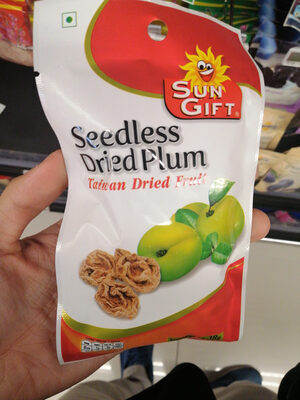 SUN
GIFT
Seedless
Dried Plum
Taiwan Dried Fruit